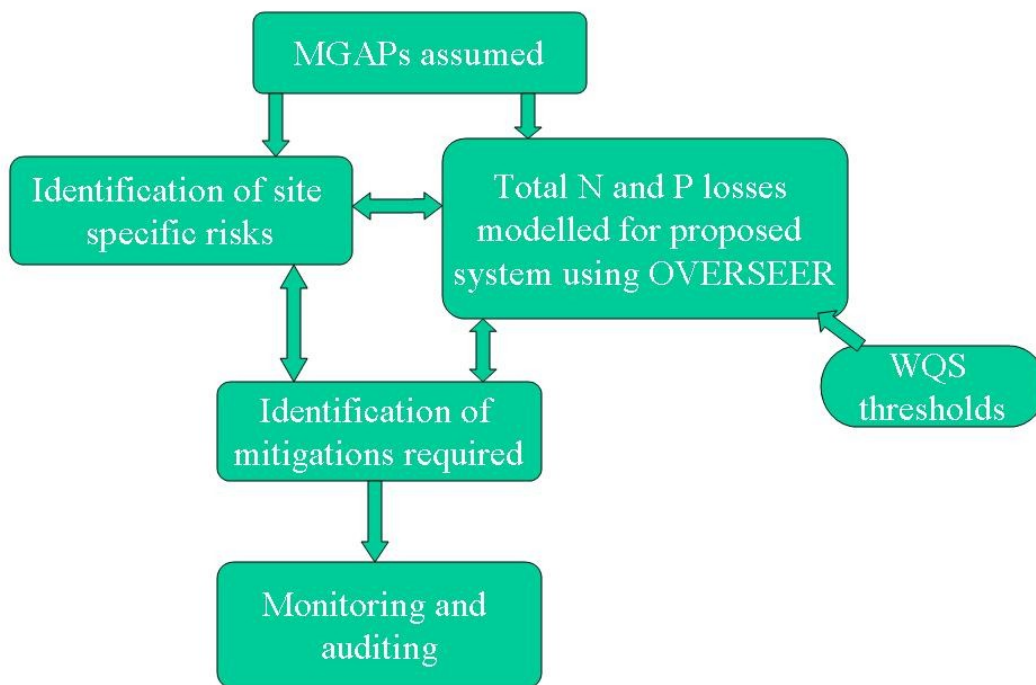 MGAPs assumed
Identification of site
specific risks
Total N and P losses
modelled for proposed
system using OVERSEER
WQS
thresholds
Identification of
mitigations required
Monitoring and
auditing